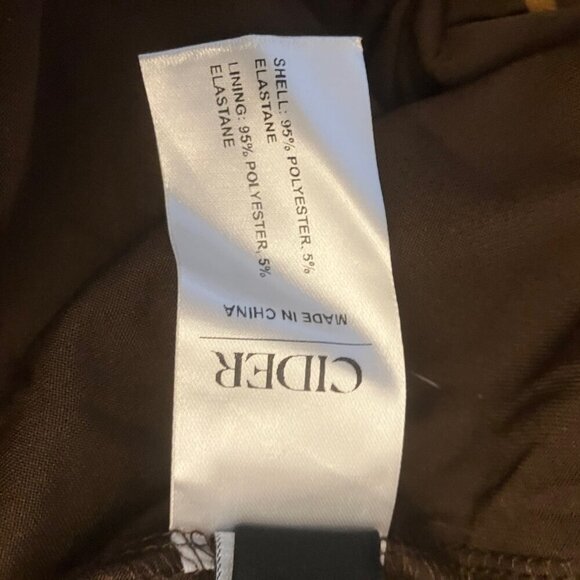 CIDER
MADE IN CHINA
SHELL: 95% POLYESTER, 5%
ELASTANE
LINING: 95% POLYESTER, 5%
ELASTANE